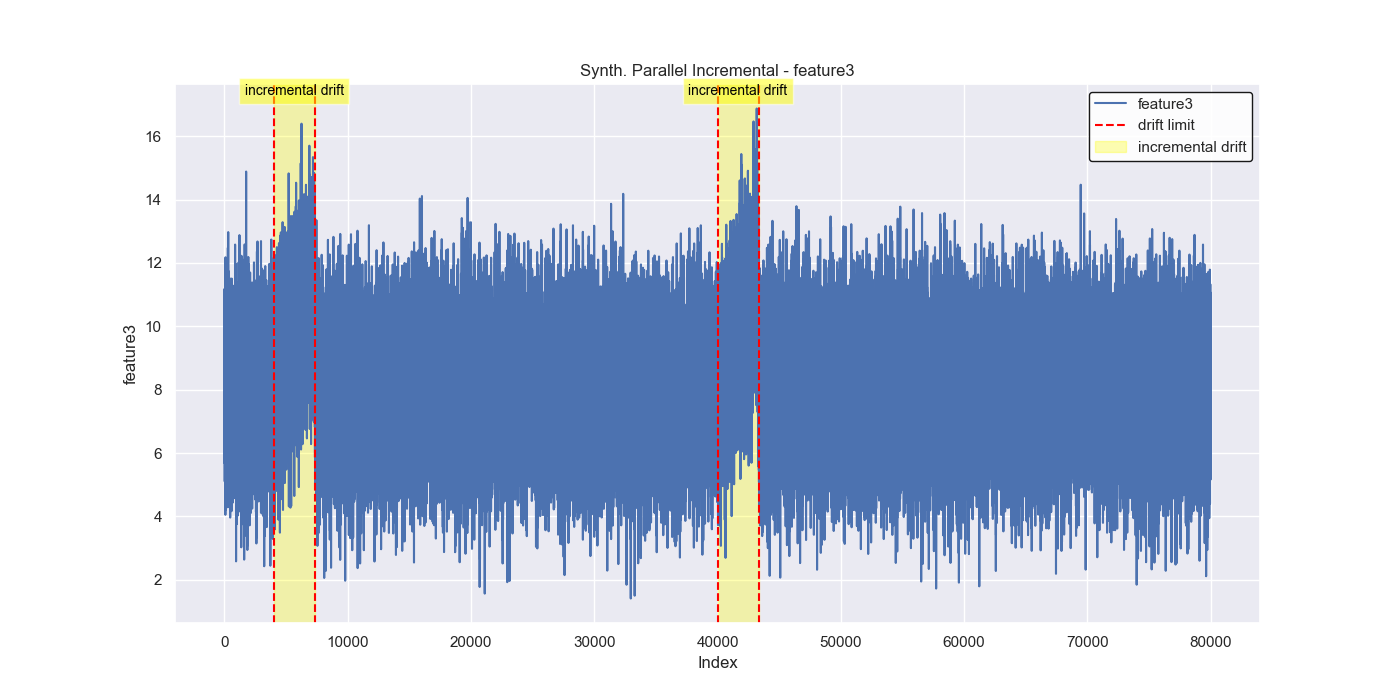 Synth. Parallel Incremental - feature3
incremental drift
incremental drift
feature3
drift limit
incremental drift
feature3
16
14
12
10
8
6
4
2
0
10000
20000
30000
40000
50000
60000
70000
80000
Index